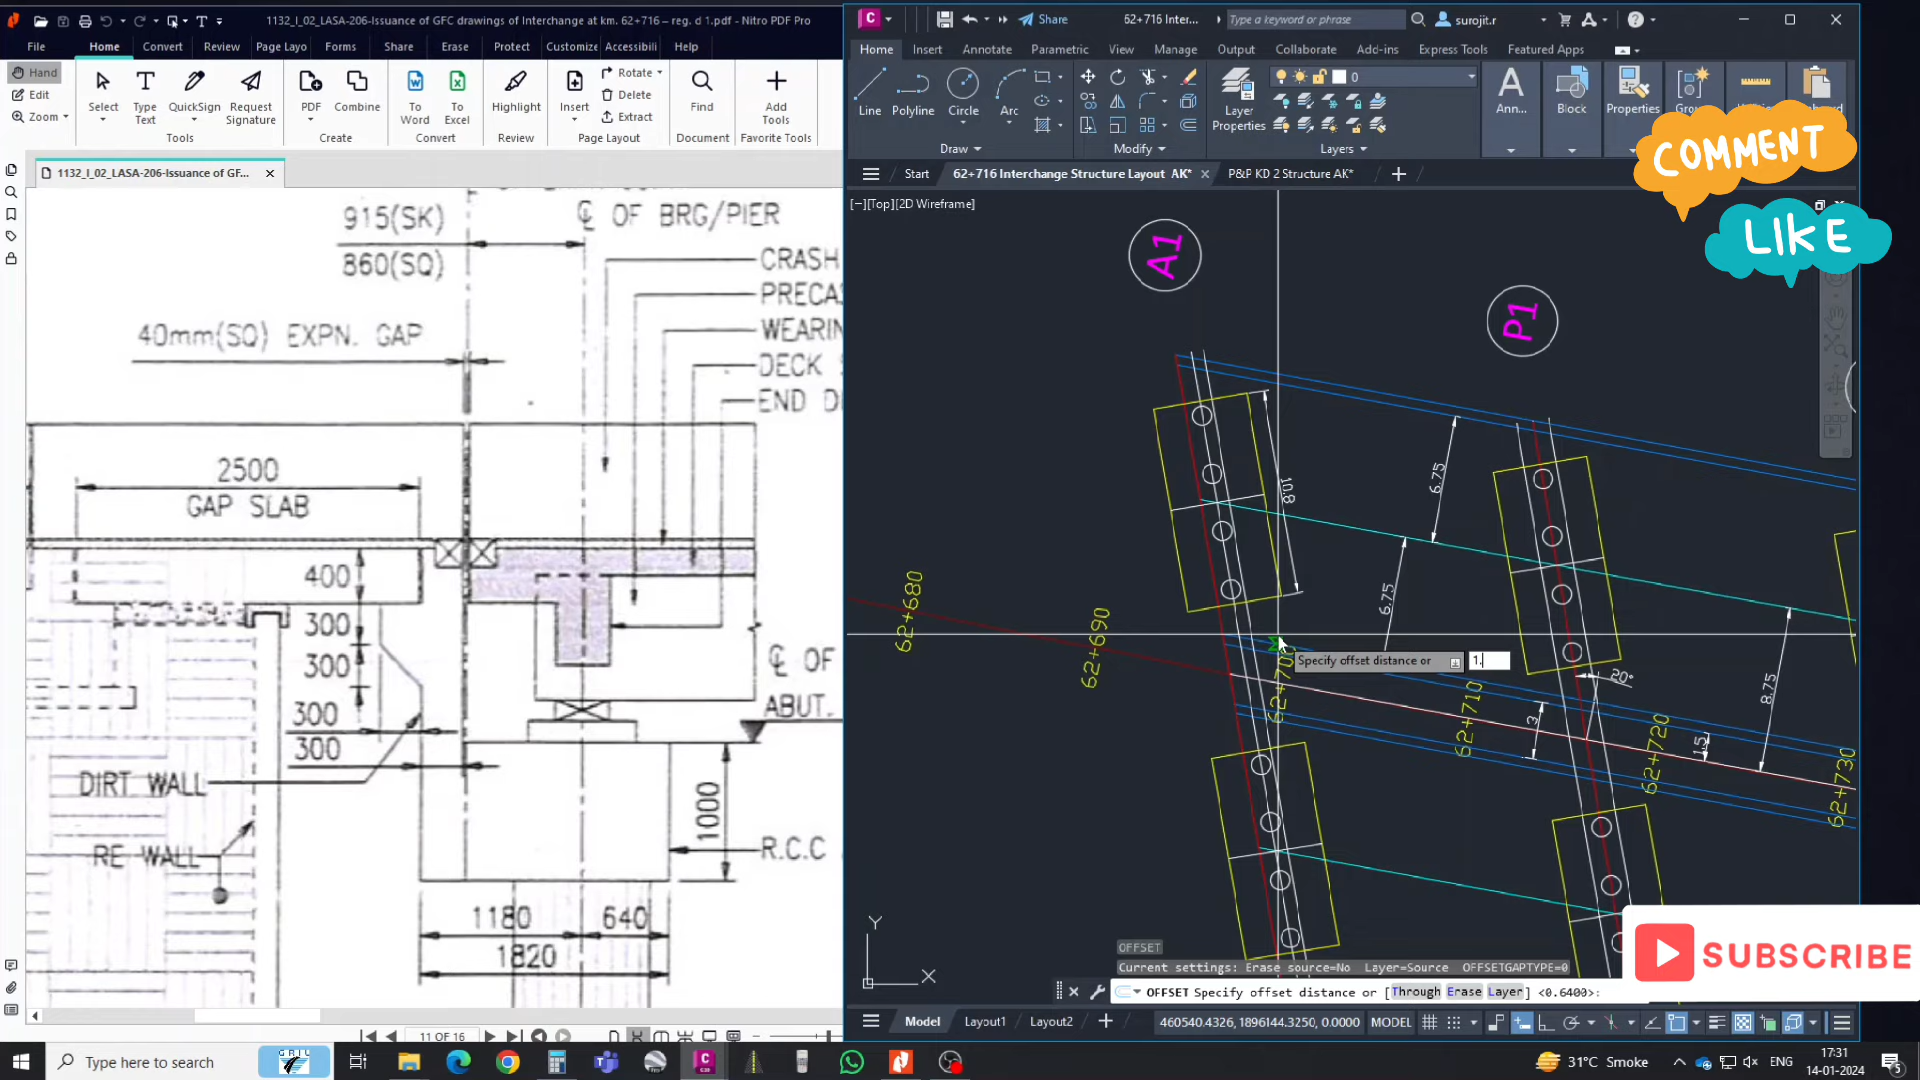 1132_I_02_LASA-206-Issuance of GFC drawings of Interchange at km. 62+716 – reg. d 1.pdf - Nitro PDF Pro
File Home Convert Review Page Layo Forms Share Erase Protect Customize Accessibili Help
Hand
Edit
Zoom
Select
Type Text
QuickSign
Request Signature
Tools
PDF
Combine
Create
To Word
To Excel
Convert
Highlight
Review
Insert
Rotate
Delete
Extract
Page Layout
Find
Document
Add Tools
Favorite Tools
1132_I_02_LASA-206-Issuance of GF...
915(SK)
860(SQ)
℄ OF BRG/PIER
CRASH
PRECA
WEARIN
DECK
END D
40mm(SQ) EXPN. GAP
2500
GAP SLAB
400
300
300
300
300
DIRT WALL
RE WALL
℄ OF
ABUT.
1000
R.C.C
1180
640
1820
11 OF 16
Share
62+716 Inter...
Type a keyword or phrase
surojit.r
Home Insert Annotate Parametric View Manage Output Collaborate Add-ins Express Tools Featured Apps
Line
Polyline
Circle
Arc
Draw
Modify
Layer Properties
0
Layers
Ann...
Block
Properties
COMMENT
LIKE
Start
62+716 Interchange Structure Layout AK*
P&P KD 2 Structure AK*
[−][Top][2D Wireframe]
A1
P1
10.8
6.75
6.75
8.75
20°
3
1.5
62+680
62+690
62+700
62+710
62+720
62+730
Specify offset distance or
1.
Y
X
OFFSET
Current settings: Erase source=No Layer=Source OFFSETGAPTYPE=0
OFFSET Specify offset distance or [Through Erase Layer] <0.6400>:
SUBSCRIBE
Model
Layout1
Layout2
460540.4326, 1896144.3250, 0.0000
MODEL
Type here to search
31°C Smoke
ENG
17:31
14-01-2024
5